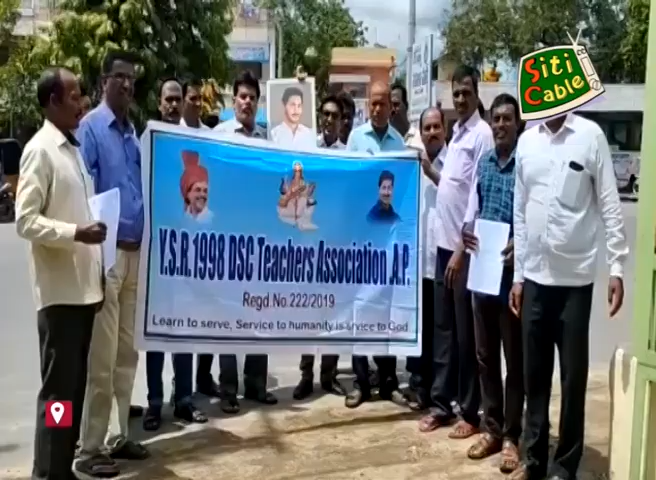 Siti
Cable
Y.S.R. 1998 DSC Teachers Association .A.P.
Regd.No.222/2019
Learn to serve, Service to humanity is srvice to God